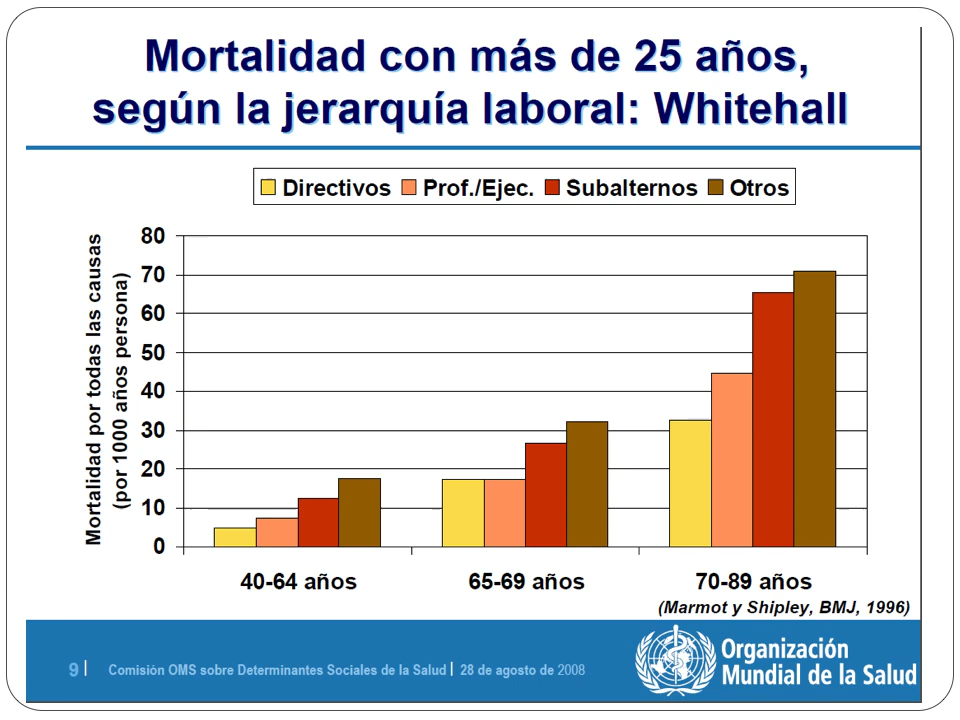 Mortalidad con más de 25 años,
según la jerarquía laboral: Whitehall
Directivos Prof./Ejec. Subalternos Otros
Mortalidad por todas las causas
(por 1000 años persona)
80
70
60
50
40
30
20
10
0
40-64 años 65-69 años 70-89 años
(Marmot y Shipley, BMJ, 1996)
9 | Comisión OMS sobre Determinantes Sociales de la Salud | 28 de agosto de 2008
Organización
Mundial de la Salud